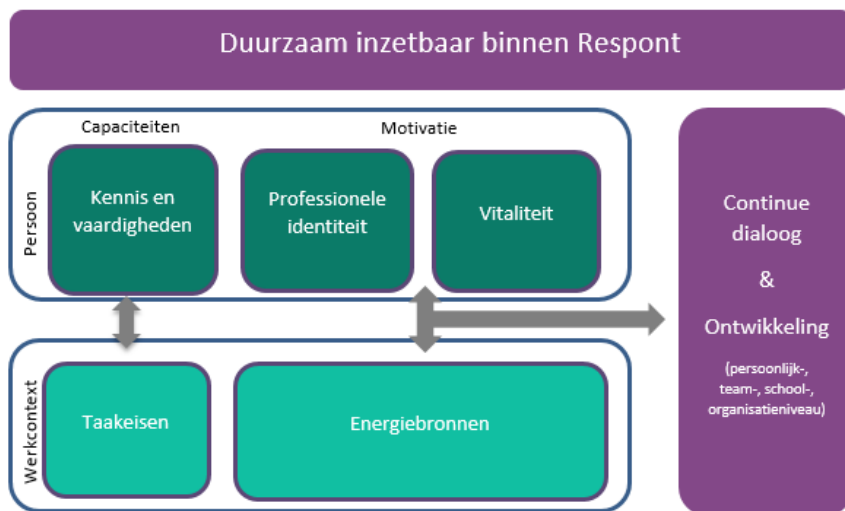 Duurzaam inzetbaar binnen Respont
Capaciteiten
Motivatie
Persoon
Kennis en
vaardigheden
Professionele
identiteit
Vitaliteit
Werkcontext
Taakeisen
Energiebronnen
Continue
dialoog
&
Ontwikkeling
(persoonlijk-,
team-, school-,
organisatieniveau)